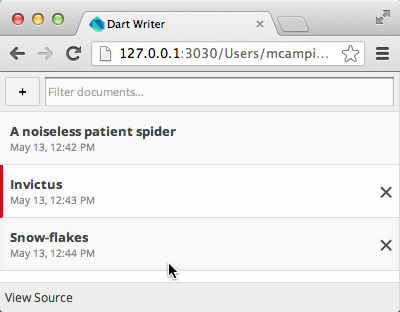 Dart Writer
127.0.0.1:3030/Users/mcampi...
+
Filter documents...
A noiseless patient spider
May 13, 12:42 PM
Invictus
May 13, 12:43 PM
Snow-flakes
May 13, 12:44 PM
View Source